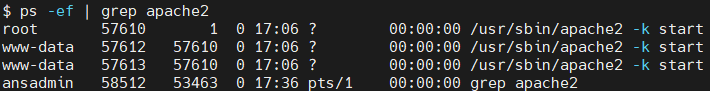 $ ps -ef | grep apache2
root       57610       1  0 17:06 ?        00:00:00 /usr/sbin/apache2 -k start
www-data   57612   57610  0 17:06 ?        00:00:00 /usr/sbin/apache2 -k start
www-data   57613   57610  0 17:06 ?        00:00:00 /usr/sbin/apache2 -k start
ansadmin   58512   53463  0 17:36 pts/1    00:00:00 grep apache2